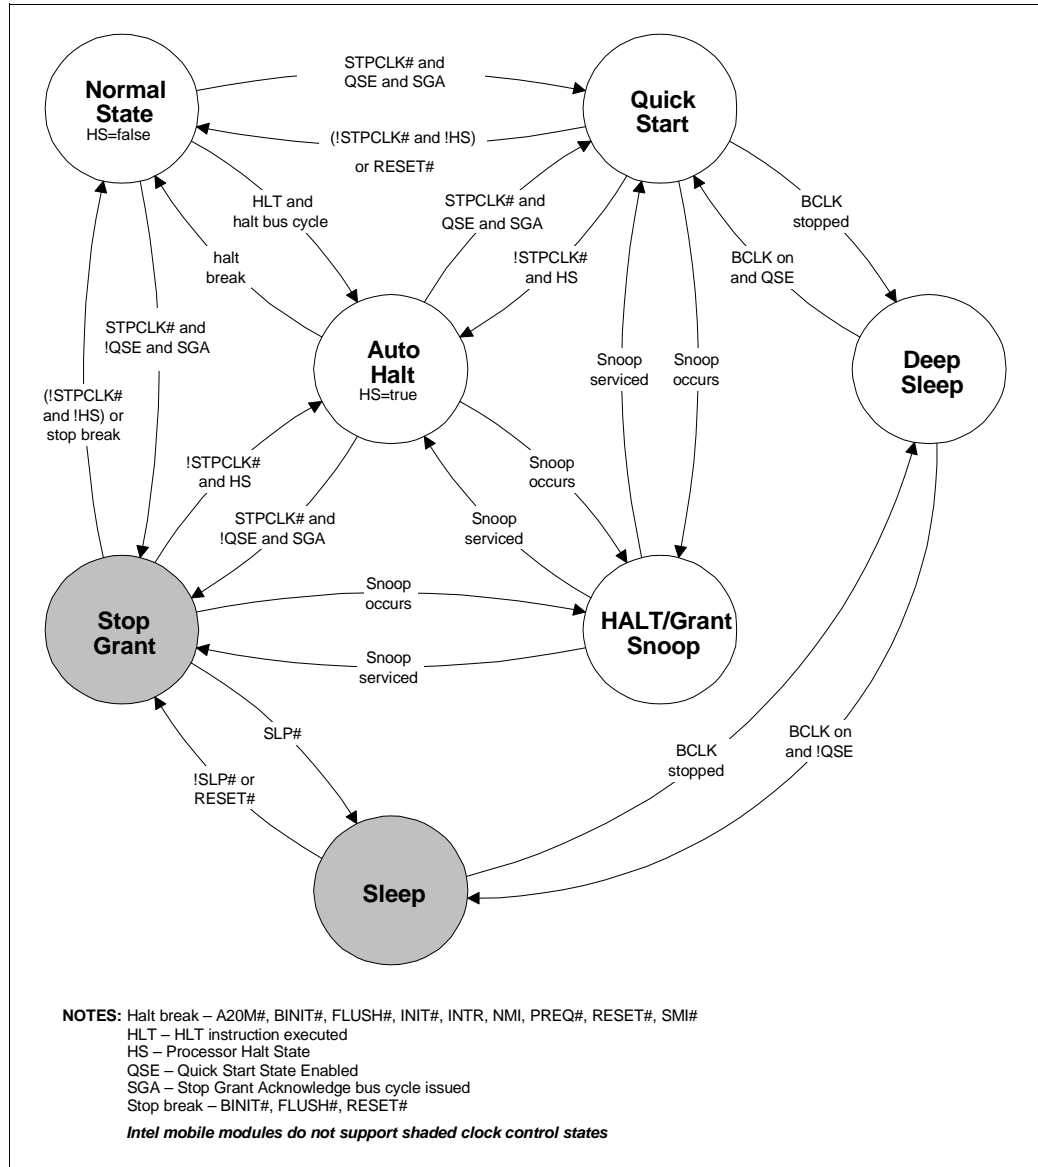 Normal
State
HS=false
STPCLK# and
QSE and SGA
Quick
Start
(!STPCLK# and !HS)
or RESET#
HLT and
halt bus cycle
STPCLK# and
QSE and SGA
BCLK
stopped
halt
break
!STPCLK#
and HS
BCLK on
and QSE
STPCLK# and
!QSE and SGA
Auto
Halt
HS=true
Snoop
serviced
Snoop
occurs
Deep
Sleep
(!STPCLK#
and !HS) or
stop break
!STPCLK#
and HS
Snoop
occurs
STPCLK# and
!QSE and SGA
Snoop
serviced
Stop
Grant
Snoop
occurs
HALT/Grant
Snoop
Snoop
serviced
SLP#
BCLK
stopped
BCLK on
and !QSE
!SLP# or
RESET#
Sleep
NOTES: Halt break – A20M#, BINIT#, FLUSH#, INIT#, INTR, NMI, PREQ#, RESET#, SMI#
HLT – HLT instruction executed
HS – Processor Halt State
QSE – Quick Start State Enabled
SGA – Stop Grant Acknowledge bus cycle issued
Stop break – BINIT#, FLUSH#, RESET#
Intel mobile modules do not support shaded clock control states